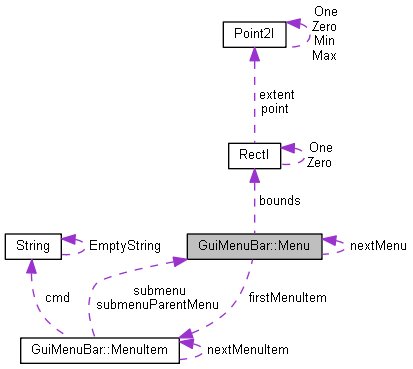 One
Zero
Min
Max
Point2I
extent
point
One
Zero
RectI
bounds
String
EmptyString
GuiMenuBar::Menu
nextMenu
cmd
submenu
submenuParentMenu
firstMenuItem
GuiMenuBar::MenuItem
nextMenuItem